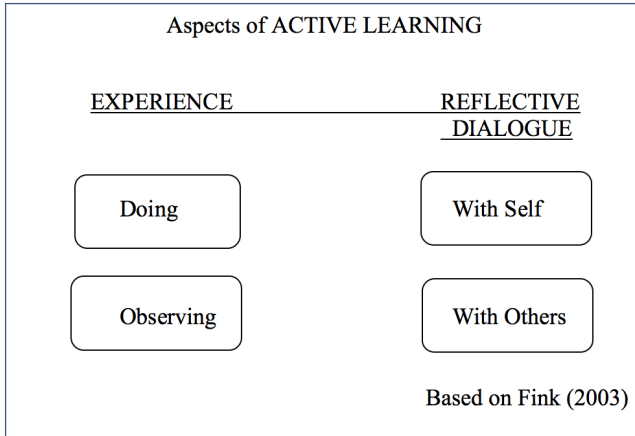 Aspects of ACTIVE LEARNING
EXPERIENCE REFLECTIVE
DIALOGUE
Doing With Self
Observing With Others
Based on Fink (2003)